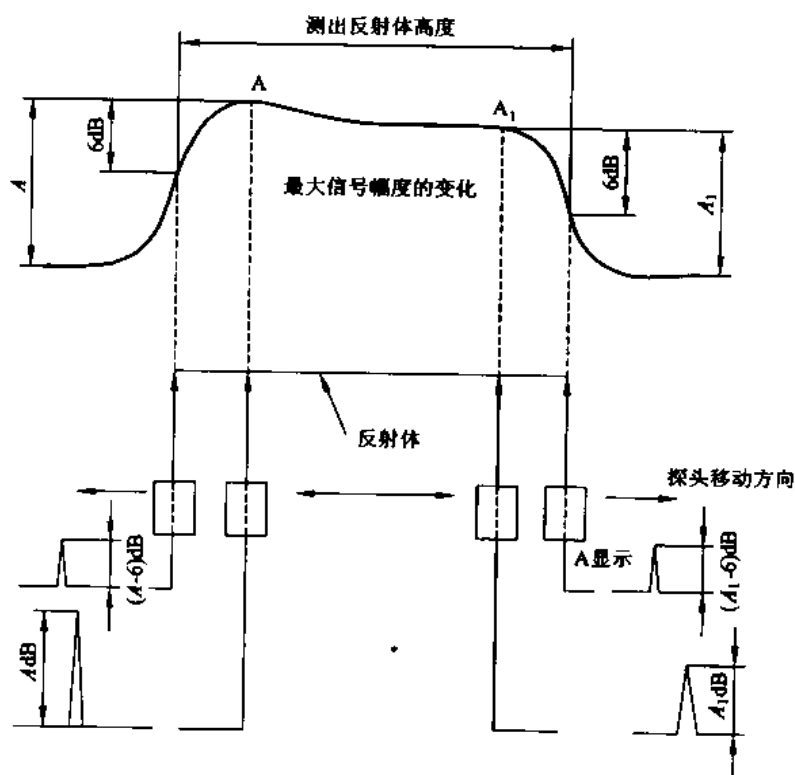 测出反射体高度
A
A₁
6dB
A
最大信号幅度的变化
6dB
A₁
反射体
探头移动方向
A显示
(A-6)dB
(A₁-6)dB
AdB
A₁dB